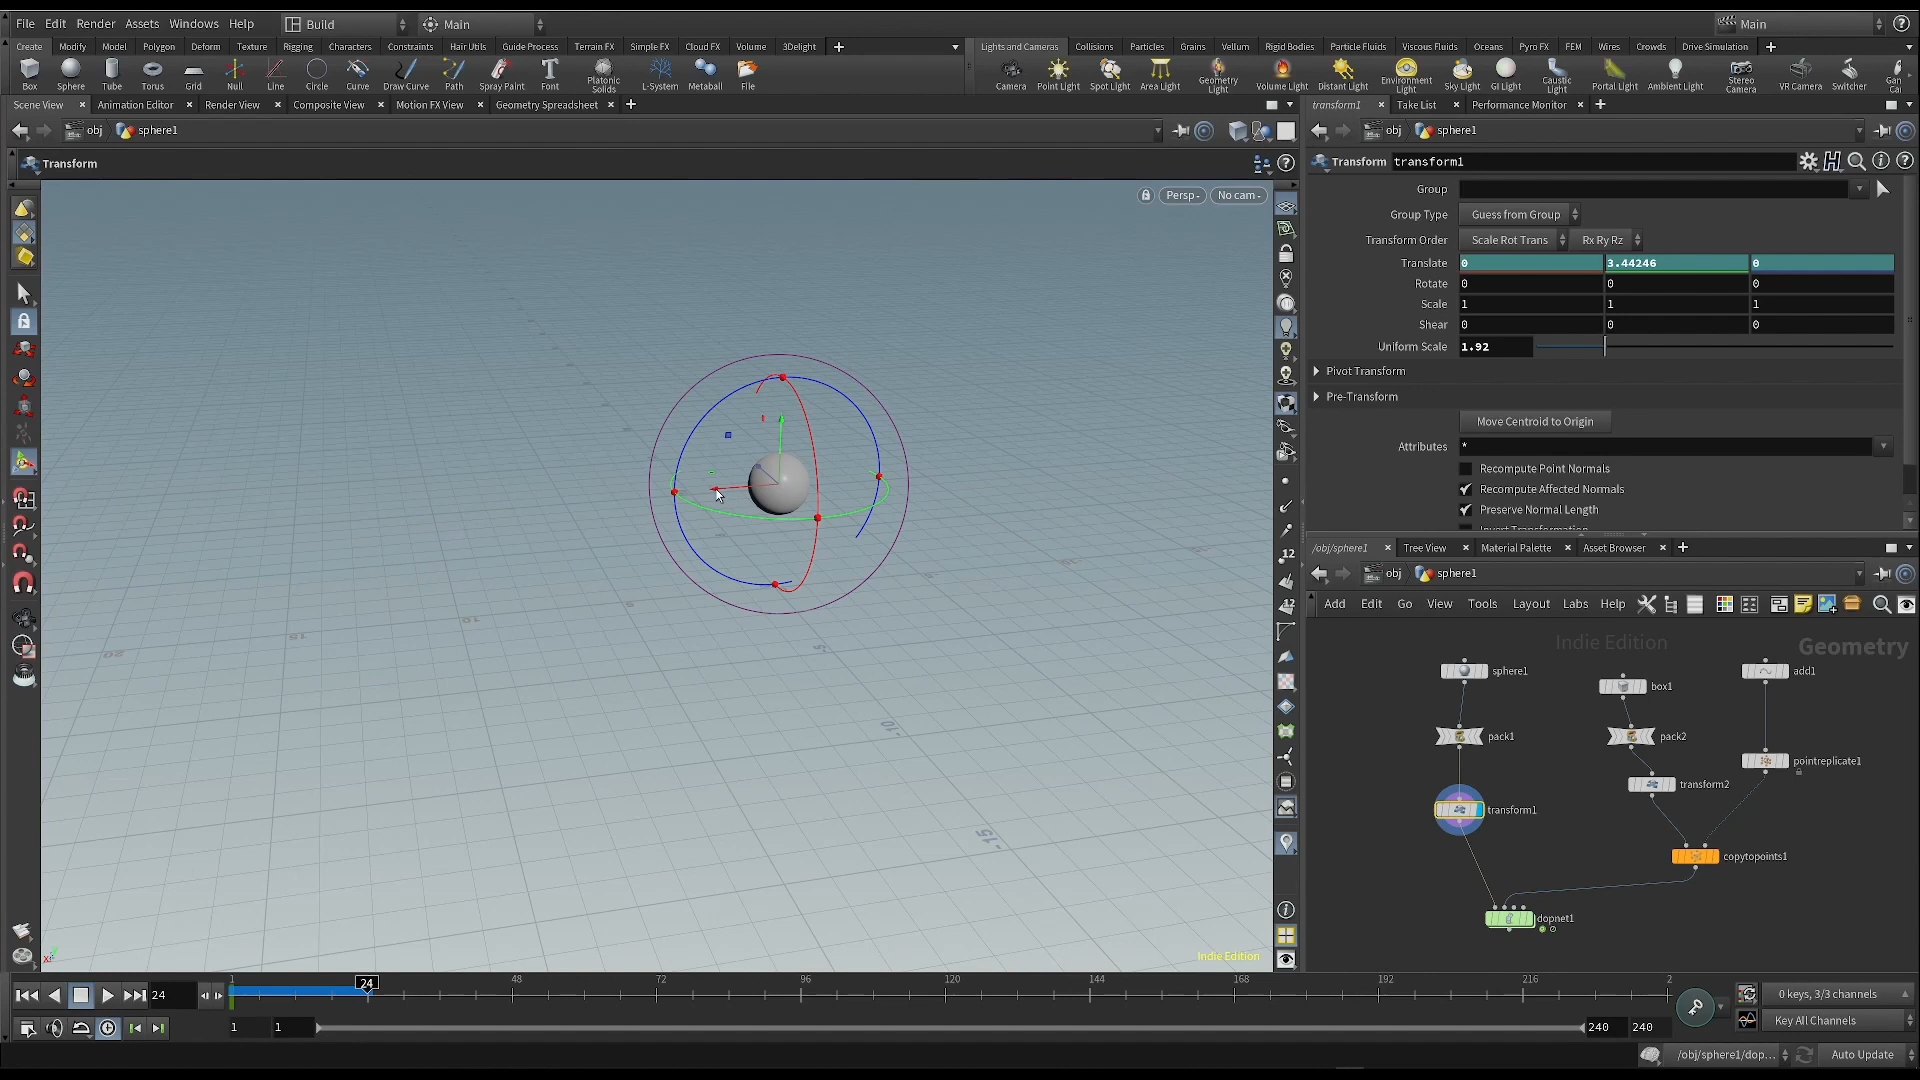 File Edit Render Assets Windows Help Build Main Main
Create Modify Model Polygon Deform Texture Rigging Characters Constraints Hair Utils Guide Process Terrain FX Simple FX Cloud FX Volume 3Delight
Lights and Cameras Collisions Particles Grains Vellum Rigid Bodies Particle Fluids Viscous Fluids Oceans Pyro FX FEM Wires Crowds Drive Simulation
Box Sphere Tube Torus Grid Null Line Circle Curve Draw Curve Path Spray Paint Font Platonic Solids L-System Metaball File
Camera Point Light Spot Light Area Light Geometry Light Volume Light Distant Light Environment Light Sky Light GI Light Caustic Light Portal Light Ambient Light Stereo Camera VR Camera Switcher
Scene View Animation Editor Render View Composite View Motion FX View Geometry Spreadsheet
transform1 Take List Performance Monitor
obj sphere1
obj sphere1
Transform
Transform transform1
Persp No cam
Group
Group Type Guess from Group
Transform Order Scale Rot Trans Rx Ry Rz
Translate 0 3.44246 0
Rotate 0 0 0
Scale 1 1 1
Shear 0 0 0
Uniform Scale 1.92
Pivot Transform
Pre-Transform
Move Centroid to Origin
Attributes *
Recompute Point Normals
Recompute Affected Normals
Preserve Normal Length
/obj/sphere1 Tree View Material Palette Asset Browser
obj sphere1
Add Edit Go View Tools Layout Labs Help
Indie Edition Geometry
sphere1
box1
add1
pack1
pack2
pointreplicate1
transform2
transform1
copytopoints1
dopnet1
Indie Edition
24 1 24 48 72 96 120 144 168 192 216 2
0 keys, 3/3 channels
1 1 240 240
Key All Channels
/obj/sphere1/dop... Auto Update